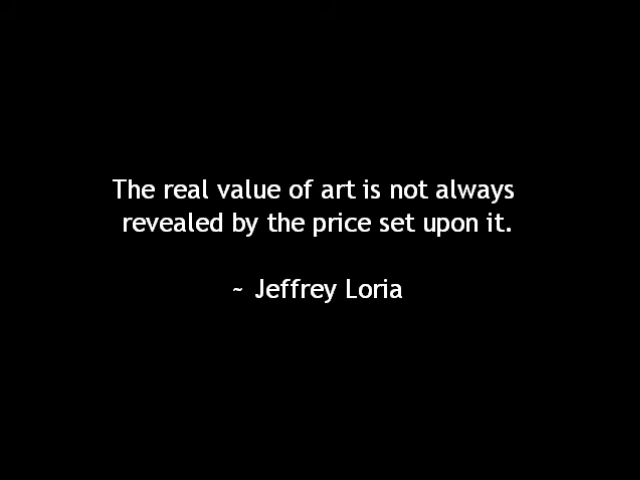 The real value of art is not always
revealed by the price set upon it.
~ Jeffrey Loria